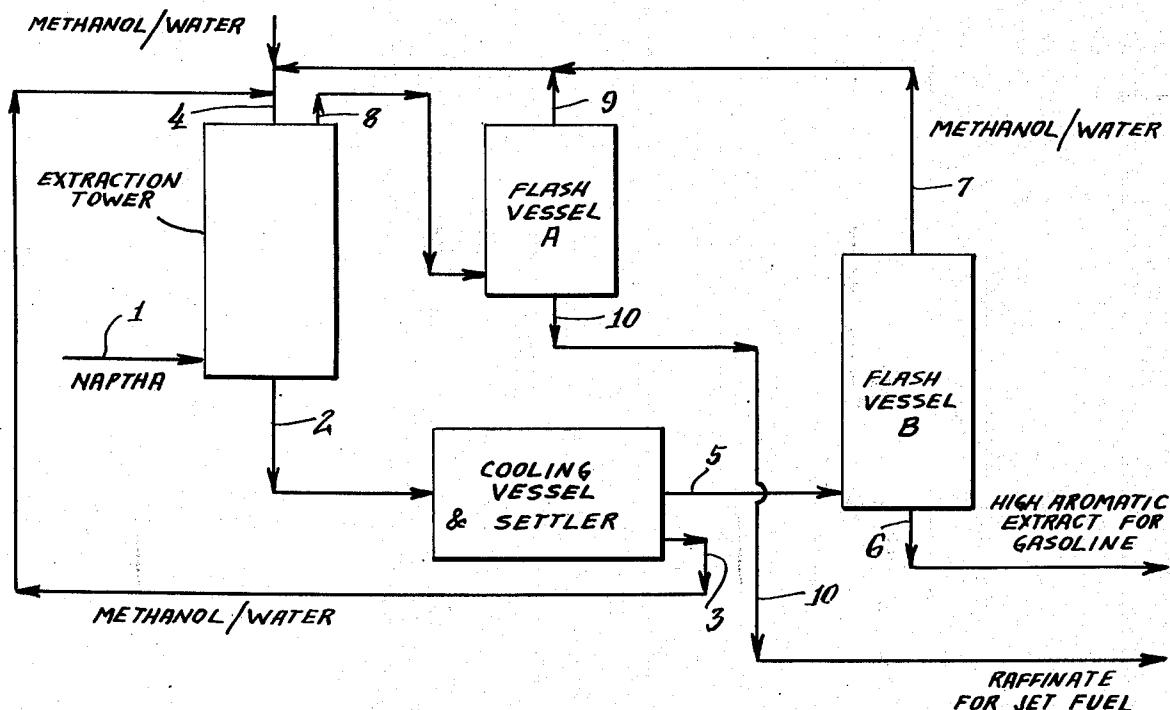 METHANOL/WATER
4
8
9
METHANOL/WATER
EXTRACTION
TOWER
FLASH
VESSEL
A
7
1
NAPTHA
10
2
FLASH
VESSEL
B
COOLING
VESSEL
& SETTLER
5
HIGH AROMATIC
EXTRACT FOR
GASOLINE
6
METHANOL/WATER
3
10
RAFFINATE
FOR JET FUEL